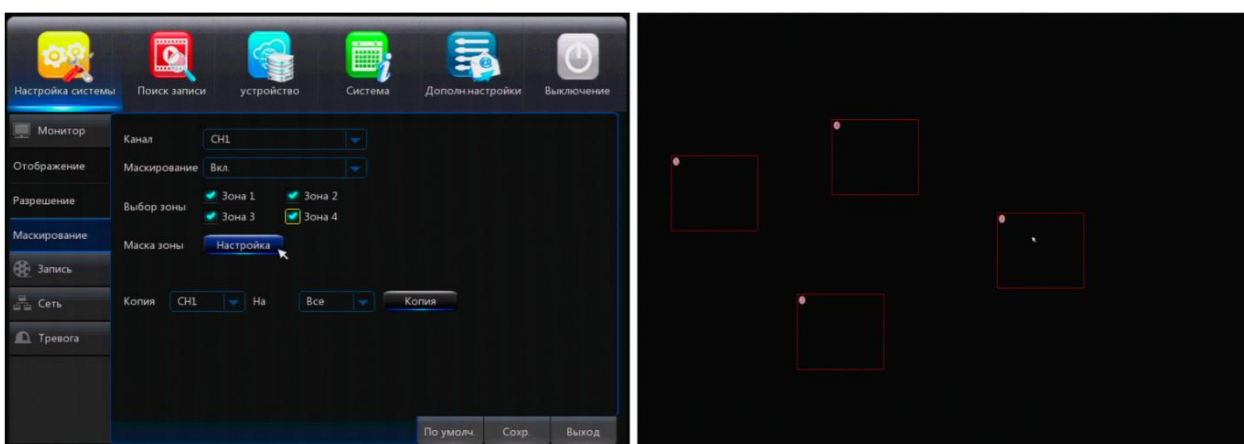 Настройка системы Поиск записи устройство Система Дополн.настройки Выключение
Монитор
Отображение
Разрешение
Маскирование
Запись
Сеть
Тревога
Канал CH1
Маскирование Вкл.
Выбор зоны Зона 1 Зона 2
Зона 3 Зона 4
Маска зоны Настройка
Копия CH1 На Все Копия
По умолч. Сохр. Выход